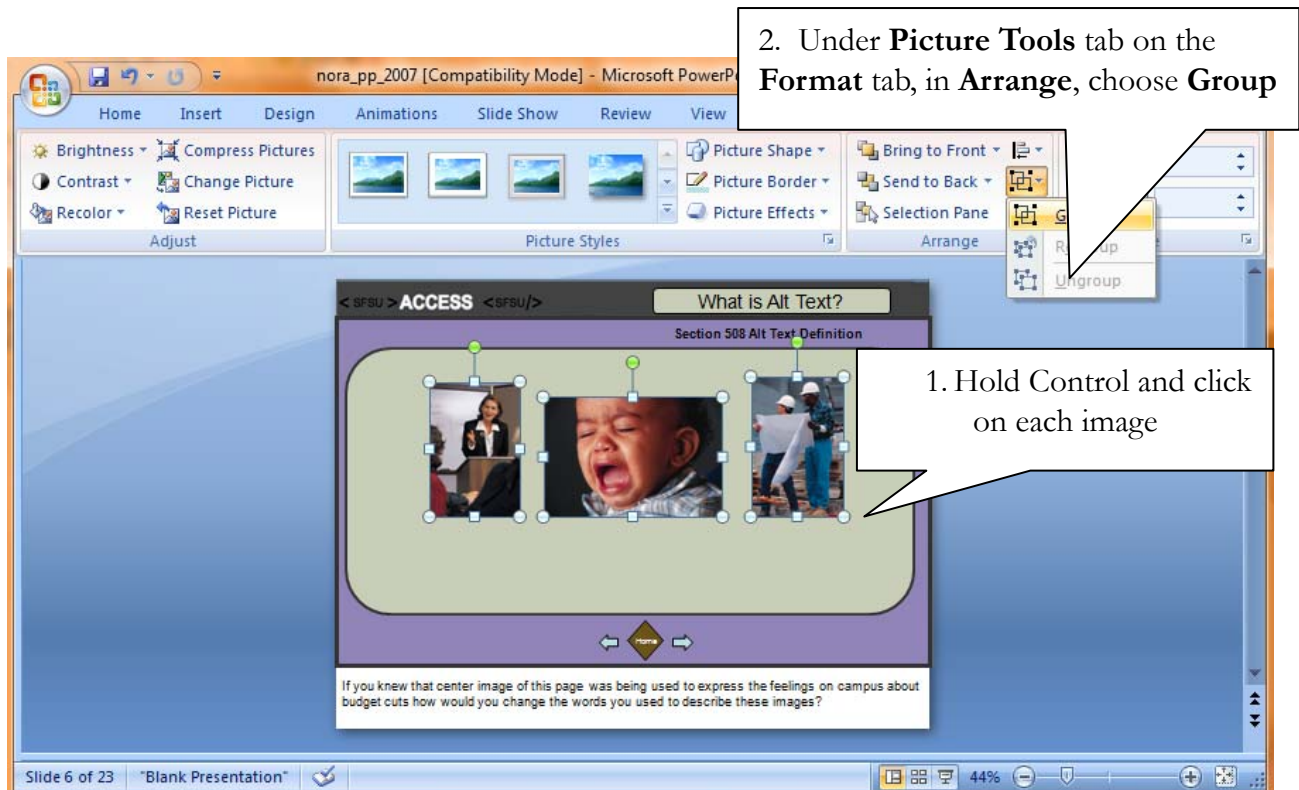 2. Under Picture Tools tab on the
Format tab, in Arrange, choose Group
nora_pp_2007 [Compatibility Mode] - Microsoft
Home Insert Design Animations Slide Show Review View
Brightness Compress Pictures Picture Shape Bring to Front
Contrast Change Picture Picture Border Send to Back
Recolor Reset Picture Picture Effects Selection Pane
Adjust Picture Styles Arrange
Ungroup
< SFSU > ACCESS <SFSU/> What is Alt Text?
Section 508 Alt Text Definition
1. Hold Control and click
on each image
Home
If you knew that center image of this page was being used to express the feelings on campus about
budget cuts how would you change the words you used to describe these images?
Slide 6 of 23 "Blank Presentation" 44%